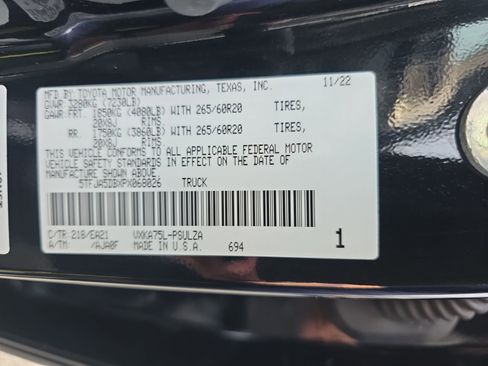 MFD.BY TOYOTA MOTOR MANUFACTURING, TEXAS, INC. 11/22
GVWR 3280KG (7230LB)
GAWR FRT. 1850KG (4080LB) WITH 265/60R20 TIRES,
20X8J RIMS.
RR 1750KG (3860LB) WITH 265/60R20 TIRES,
20X8J RIMS.
THIS VEHICLE CONFORMS TO ALL APPLICABLE FEDERAL MOTOR
VEHICLE SAFETY STANDARDS IN EFFECT ON THE DATE OF
MANUFACTURE SHOWN ABOVE.
5TFJA5DBXPX068026 TRUCK
C/TR: 218/EA21 VXKA75L-PSULZA
A/TM: /AJA0F MADE IN U.S.A. 694 1